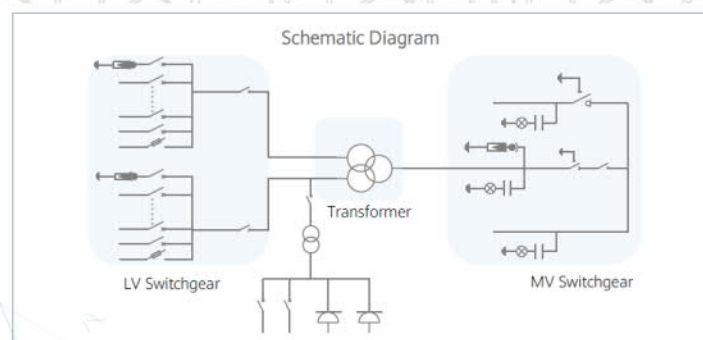 Schematic Diagram
Transformer
LV Switchgear
MV Switchgear